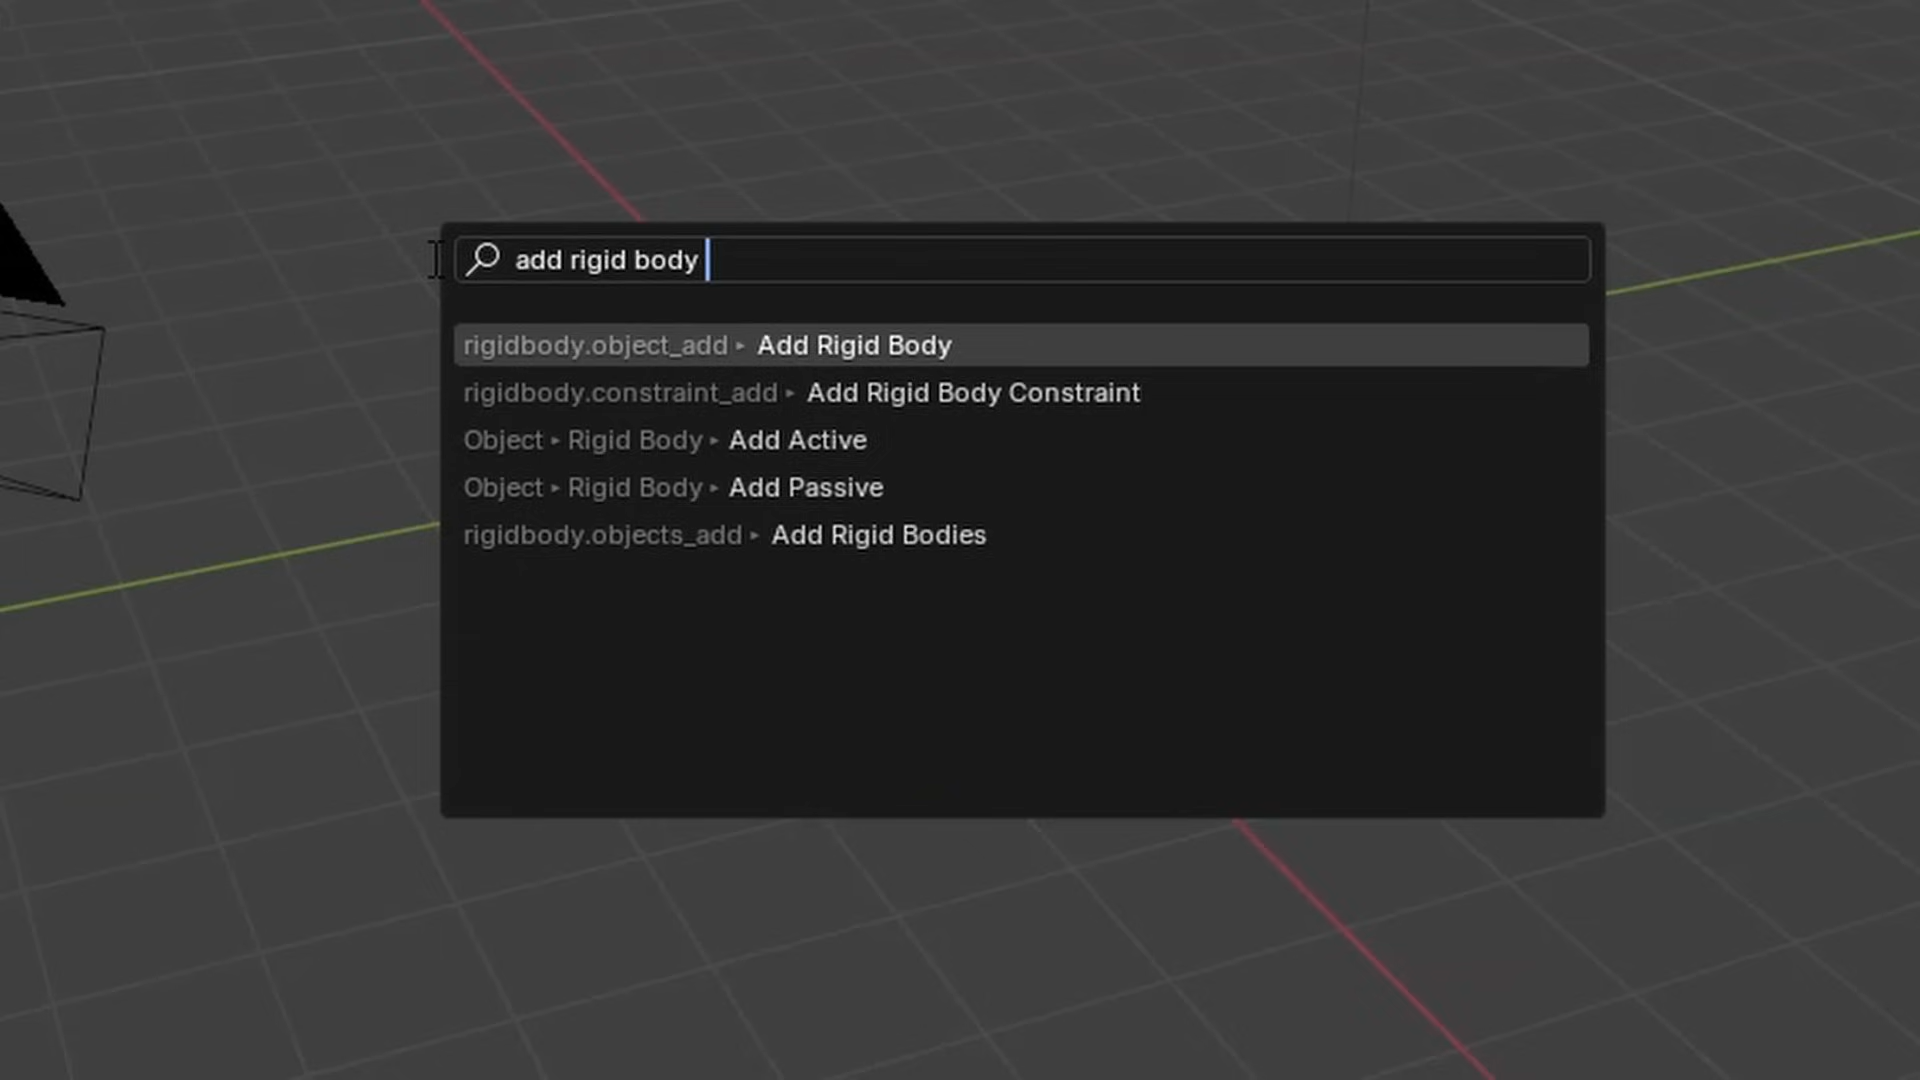 add rigid body
rigidbody.object_add ▸ Add Rigid Body
rigidbody.constraint_add ▸ Add Rigid Body Constraint
Object ▸ Rigid Body ▸ Add Active
Object ▸ Rigid Body ▸ Add Passive
rigidbody.objects_add ▸ Add Rigid Bodies